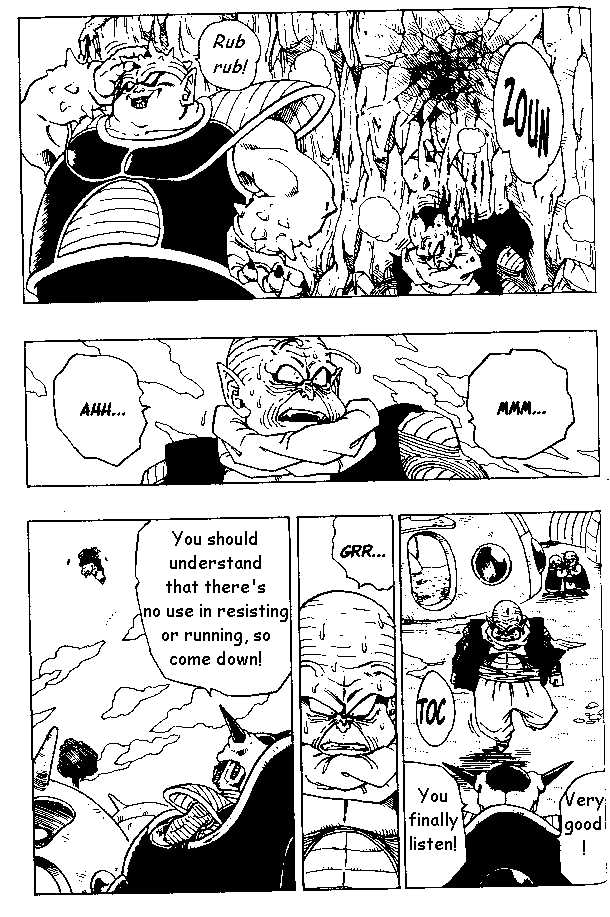 ZOUN
Rub
rub!
MMM...
AHH...
TOC
Very
good
!
You
finally
listen!
GRR...
You should
understand
that there's
no use in resisting
or running, so
come down!